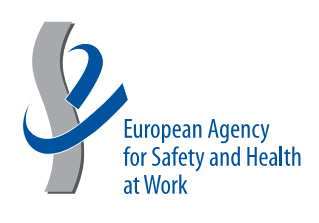 European Agency
for Safety and Health
at Work